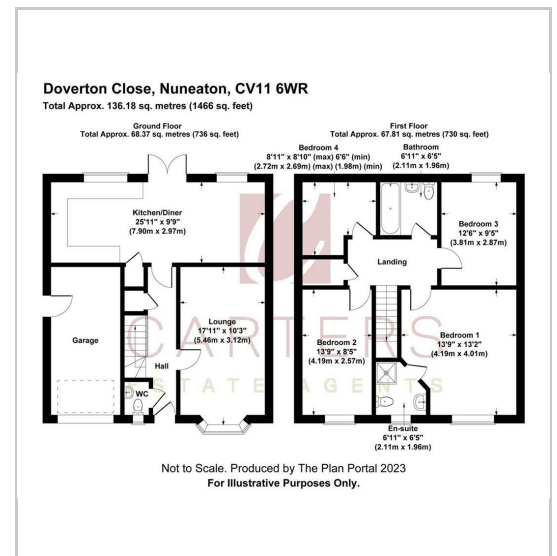 Doverton Close, Nuneaton, CV11 6WR
Total Approx. 136.18 sq. metres (1466 sq. feet)
Ground Floor
Total Approx. 68.37 sq. metres (736 sq. feet)
First Floor
Total Approx. 67.81 sq. metres (730 sq. feet)
Bedroom 4
8'11" x 8'10" (max) 6'6" (min)
(2.72m x 2.69m) (max) (1.98m) (min)
Bathroom
6'11" x 6'5"
(2.11m x 1.96m)
Kitchen/Diner
25'11" x 9'9"
(7.90m x 2.97m)
Bedroom 3
12'6" x 9'5"
(3.81m x 2.87m)
Landing
Garage
Lounge
17'11" x 10'3"
(5.46m x 3.12m)
Hall
WC
Bedroom 2
13'9" x 8'5"
(4.19m x 2.57m)
Bedroom 1
13'9" x 13'2"
(4.19m x 4.01m)
CARTERS
ESTATE AGENTS
En-suite
6'11" x 6'5"
(2.11m x 1.96m)
Not to Scale. Produced by The Plan Portal 2023
For Illustrative Purposes Only.